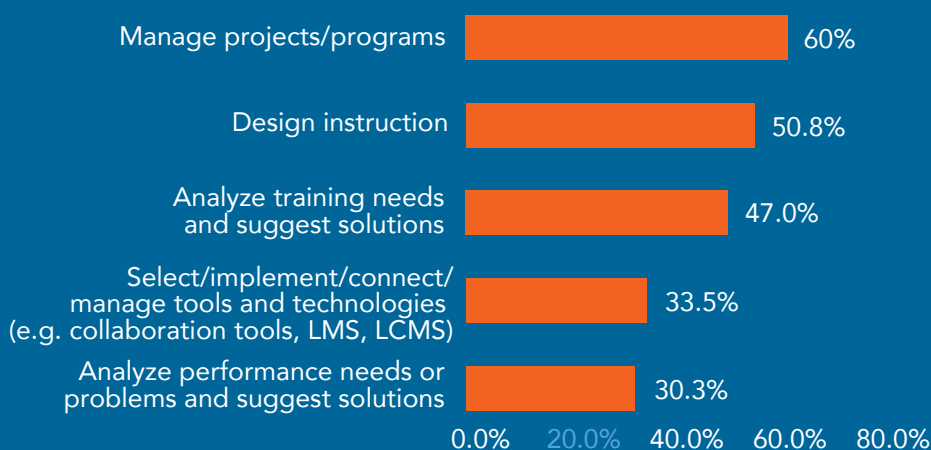 Manage projects/programs
60%
Design instruction
50.8%
Analyze training needs
and suggest solutions
47.0%
Select/implement/connect/
manage tools and technologies
(e.g. collaboration tools, LMS, LCMS)
33.5%
Analyze performance needs or
problems and suggest solutions
30.3%
0.0% 20.0% 40.0% 60.0% 80.0%